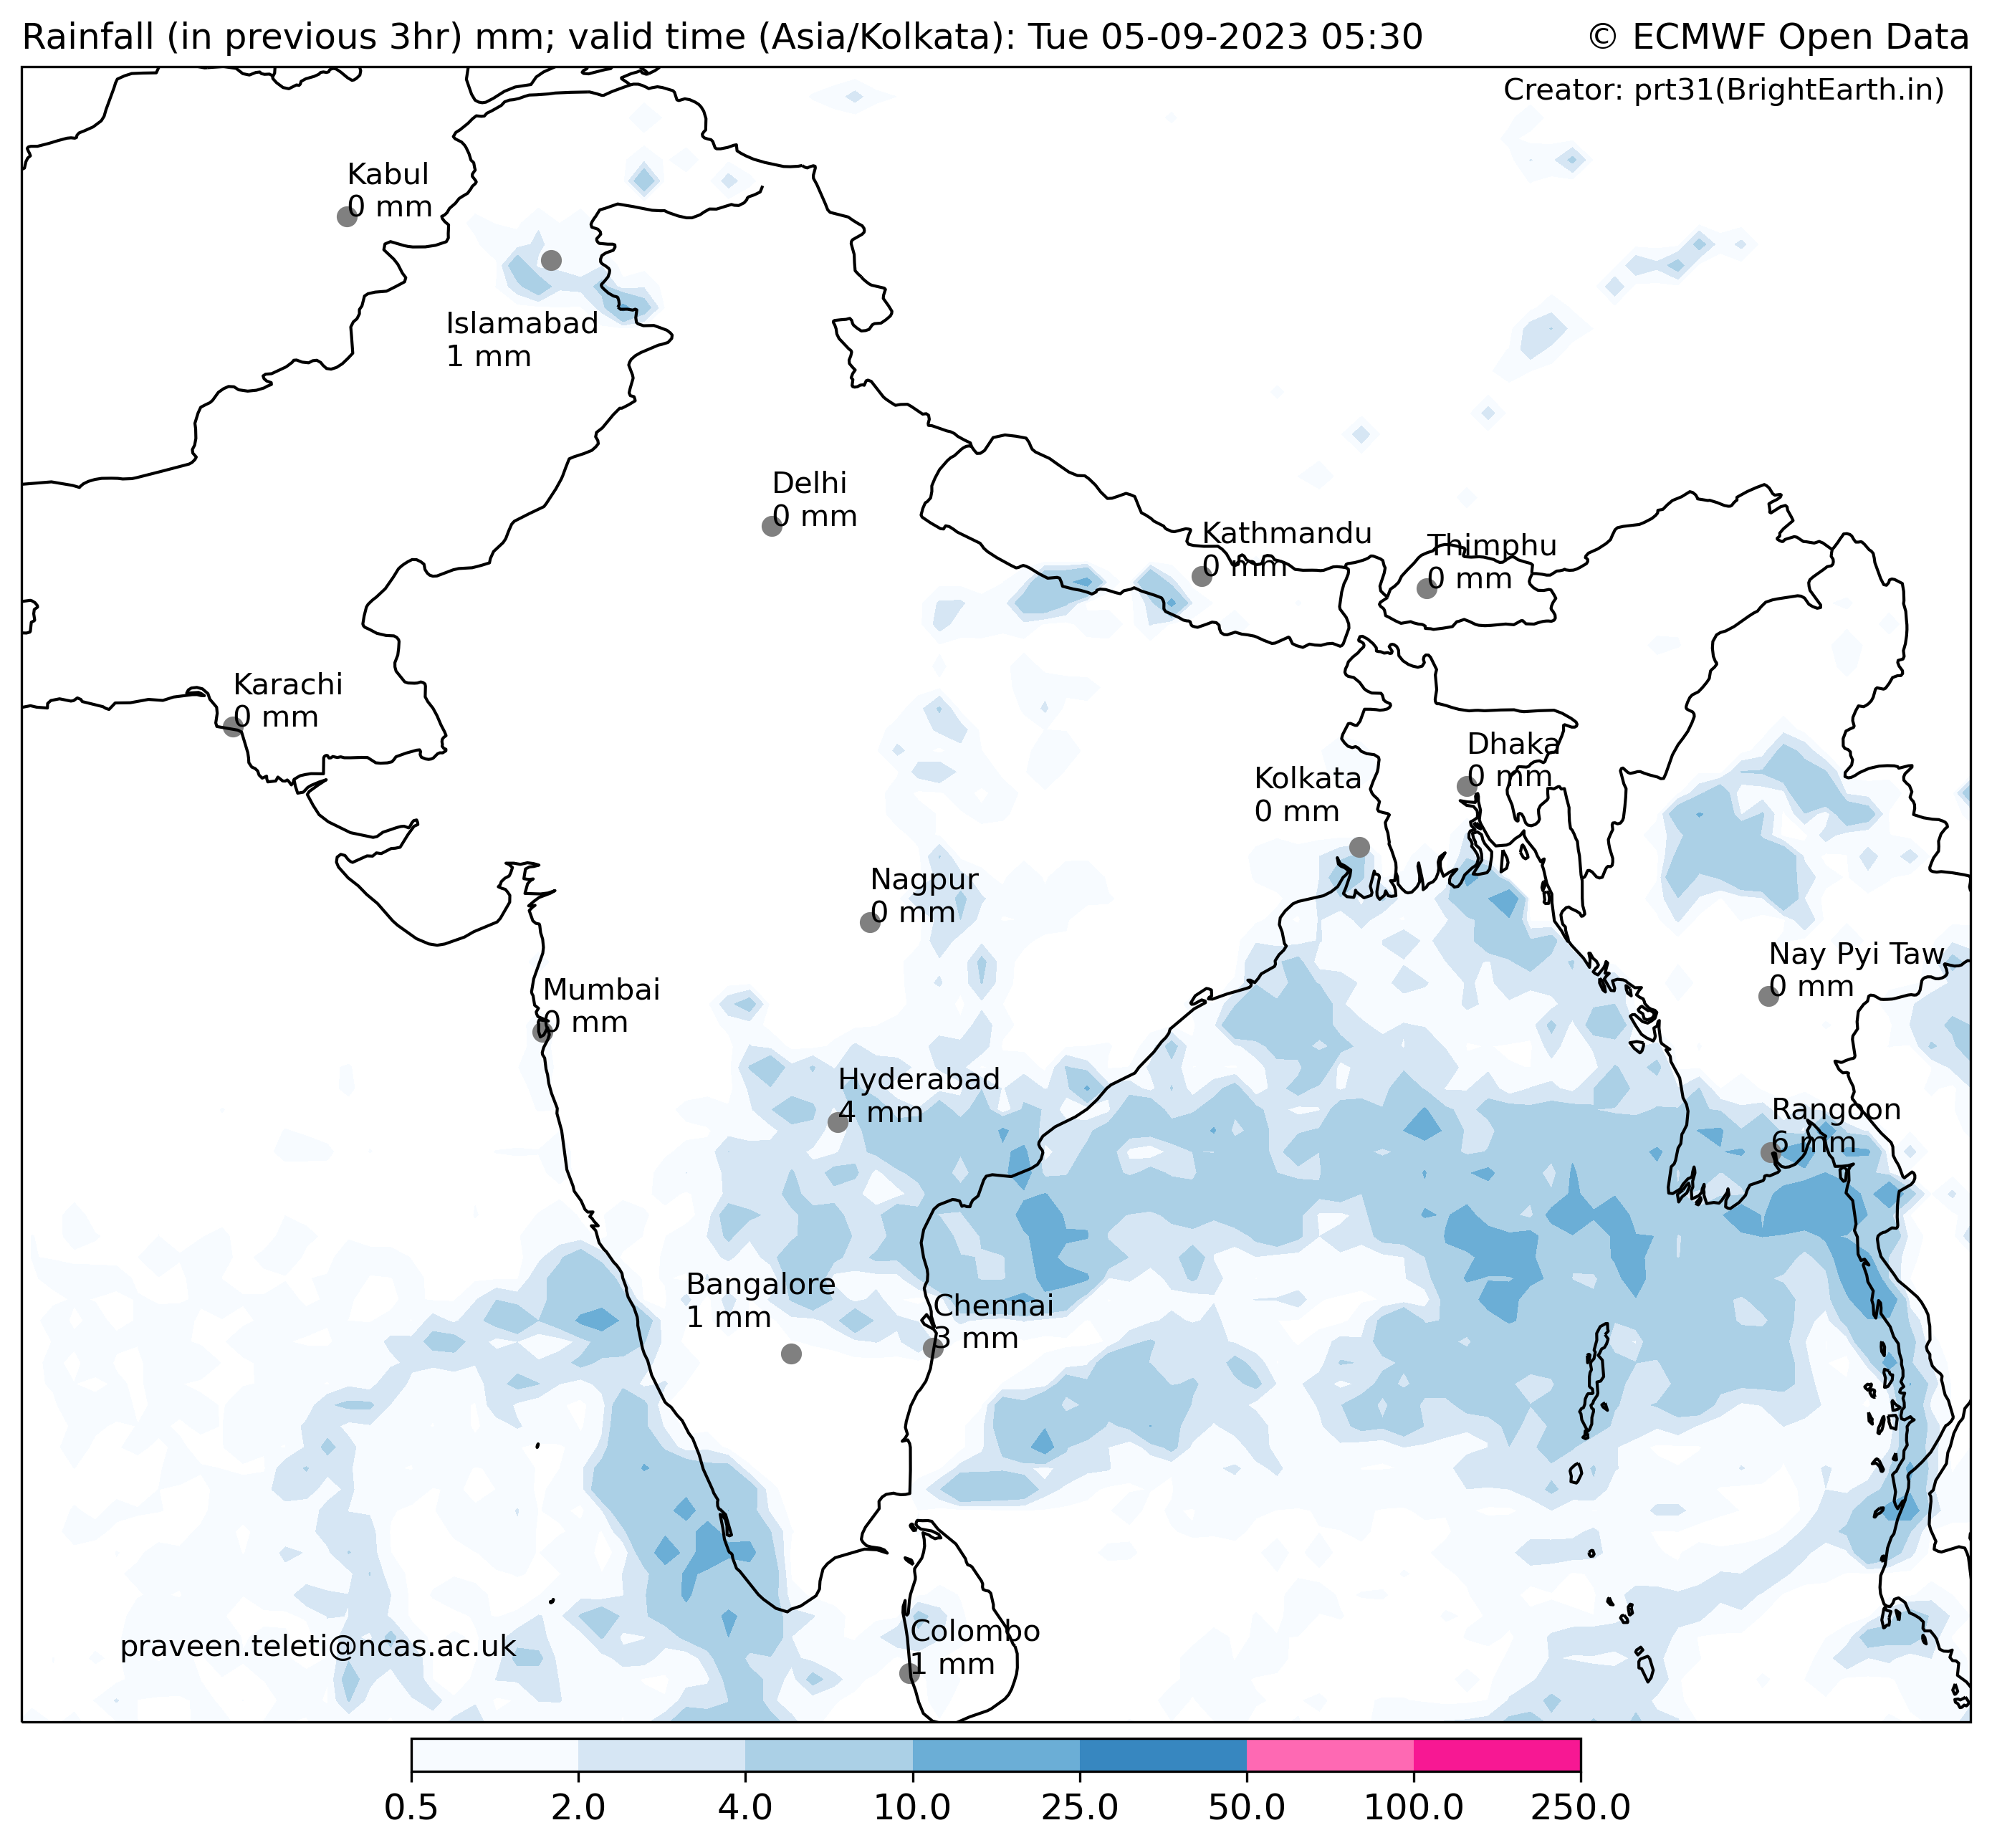 Rainfall (in previous 3hr) mm; valid time (Asia/Kolkata): Tue 05-09-2023 05:30
© ECMWF Open Data
Creator: prt31(BrightEarth.in)
Kabul
0 mm
Islamabad
1 mm
Delhi
0 mm
Kathmandu
0 mm
Thimphu
0 mm
Karachi
0 mm
Dhaka
0 mm
Kolkata
0 mm
Nagpur
0 mm
Nay Pyi Taw
0 mm
Mumbai
0 mm
Hyderabad
4 mm
Rangoon
6 mm
Bangalore
1 mm
Chennai
3 mm
Colombo
1 mm
praveen.teleti@ncas.ac.uk
0.5 2.0 4.0 10.0 25.0 50.0 100.0 250.0